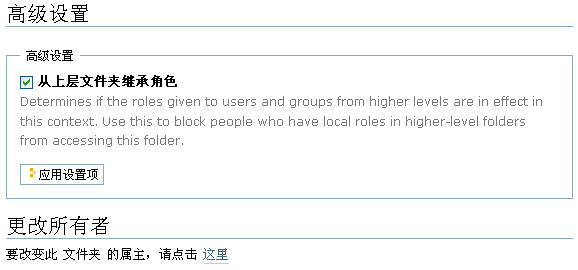 高级设置
高级设置
从上层文件夹继承角色
Determines if the roles given to users and groups from higher levels are in effect in
this context. Use this to block people who have local roles in higher-level folders
from accessing this folder.
应用设置项
更改所有者
要改变此 文件夹 的属主，请点击 这里